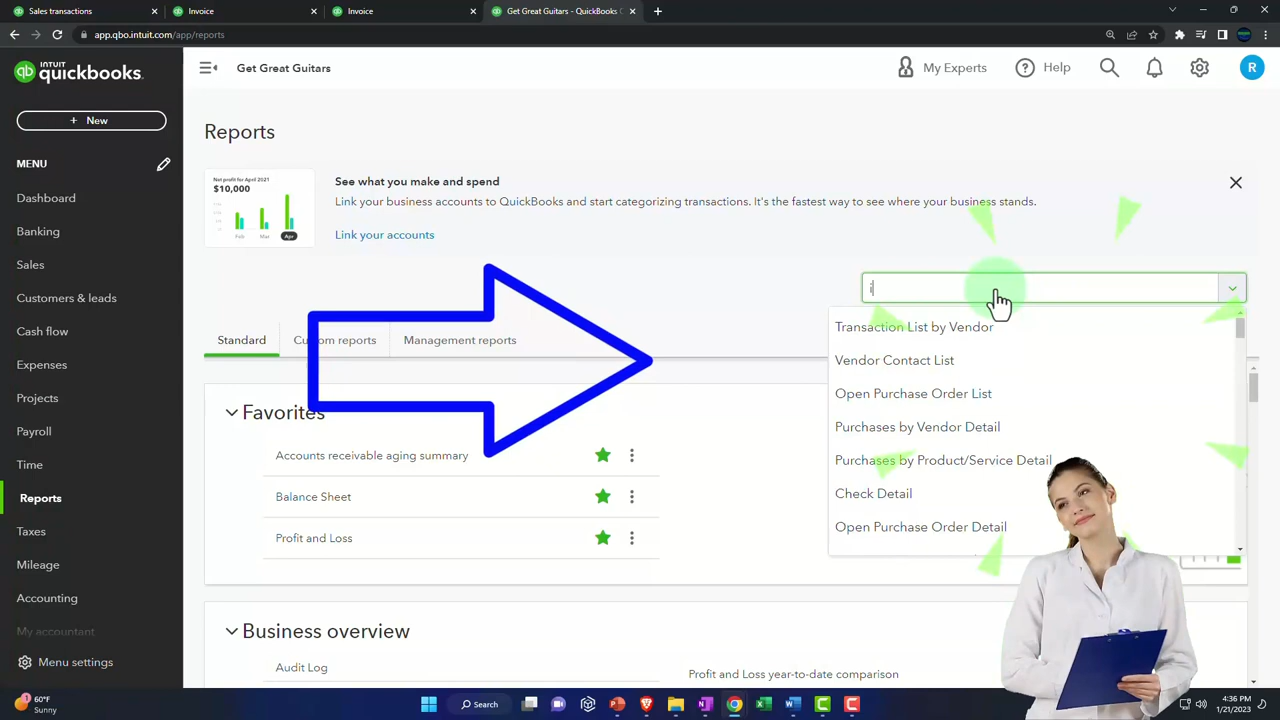 Sales transactions
Invoice
Invoice
Get Great Guitars - QuickBooks
app.qbo.intuit.com/app/reports
INTUIT
quickbooks.
Get Great Guitars
My Experts
Help
R
+ New
MENU
Dashboard
Banking
Sales
Customers & leads
Cash flow
Expenses
Projects
Payroll
Time
Reports
Taxes
Mileage
Accounting
My accountant
Menu settings
Reports
Net profit for April 2021
$10,000
Feb
Mar
Apr
See what you make and spend
Link your business accounts to QuickBooks and start categorizing transactions. It's the fastest way to see where your business stands.
Link your accounts
i
Transaction List by Vendor
Vendor Contact List
Open Purchase Order List
Purchases by Vendor Detail
Purchases by Product/Service Detail
Check Detail
Open Purchase Order Detail
Standard
Custom reports
Management reports
Favorites
Accounts receivable aging summary
Balance Sheet
Profit and Loss
Business overview
Audit Log
Profit and Loss year-to-date comparison
1
60°F
Sunny
Search
4:36 PM
1/21/2023